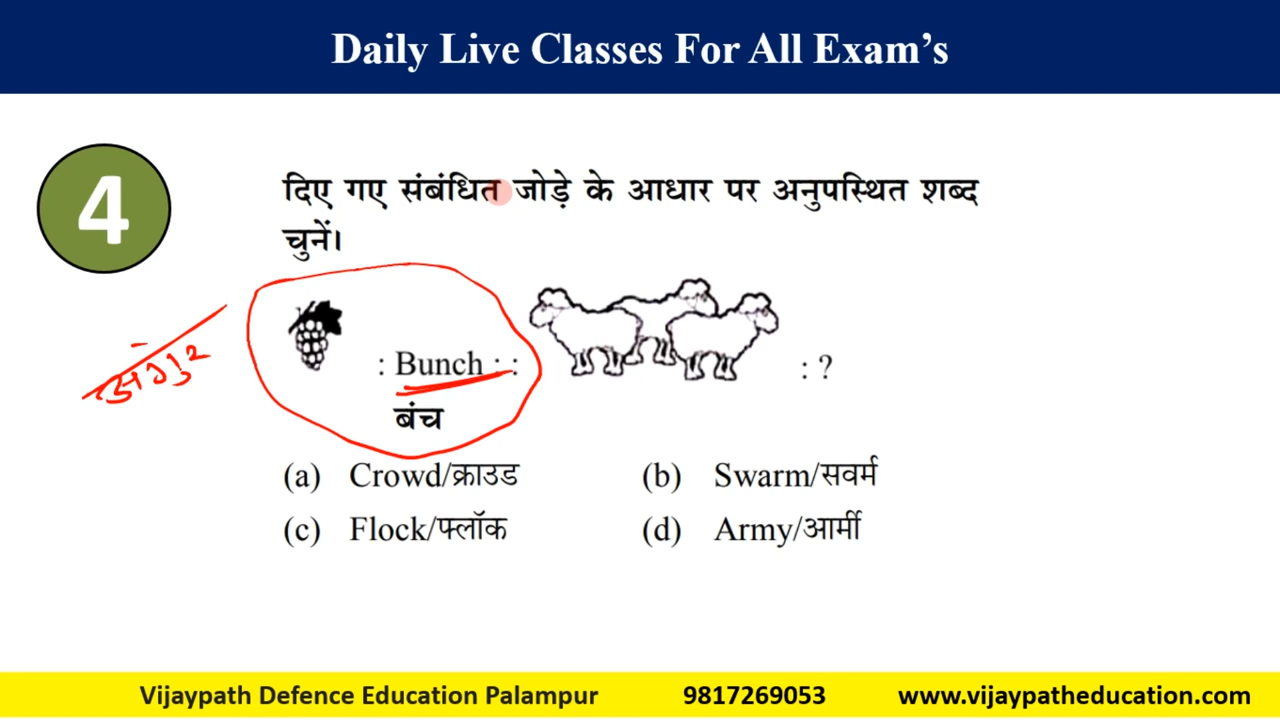 Daily Live Classes For All Exam's
4
दिए गए संबंधित जोड़े के आधार पर अनुपस्थित शब्द
चुनें।
अंगुर
: Bunch : :
: ?
बंच
(a) Crowd/क्राउड
(b) Swarm/सवर्म
(c) Flock/फ्लॉक
(d) Army/आर्मी
Vijaypath Defence Education Palampur 9817269053 www.vijaypatheducation.com